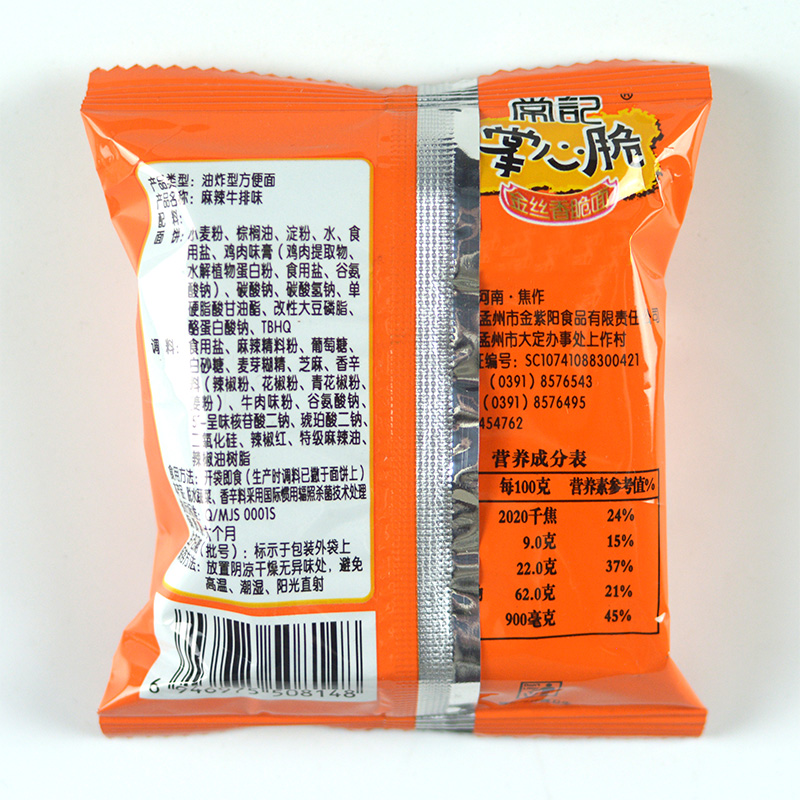 产品类型：油炸型方便面
产品名称：麻辣牛排味
配 料：
面 饼：小麦粉、棕榈油、淀粉、水、食
用盐、鸡肉味膏（鸡肉提取物、
水解植物蛋白粉、食用盐、谷氨
酸钠）、碳酸钠、碳酸氢钠、单
硬脂酸甘油酯、改性大豆磷脂、
酪蛋白酸钠、TBHQ
调 料：食用盐、麻辣精料粉、葡萄糖、
白砂糖、麦芽糊精、芝麻、香辛
料（辣椒粉、花椒粉、青花椒粉、
麦粉）、牛肉味粉、谷氨酸钠、
5'-呈味核苷酸二钠、琥珀酸二钠、
二氧化硅、辣椒红、特级麻辣油、
辣椒油树脂
食用方法：开袋即食（生产时调料已撒于面饼上）
香辛料采用国际惯用辐照杀菌技术处理
Q/MJS 0001S
六个月
（批号）：标示于包装外袋上
方法：放置阴凉干燥无异味处，避免
高温、潮湿、阳光直射
508148
常記®
掌心脆
金丝香脆面
河南·焦作
孟州市金紫阳食品有限责任公司
孟州市大定办事处上作村
证编号：SC10741088300421
（0391）8576543
（0391）8576495
454762
营养成分表
每100克 营养素参考值%
2020千焦 24%
9.0克 15%
22.0克 37%
62.0克 21%
900毫克 45%